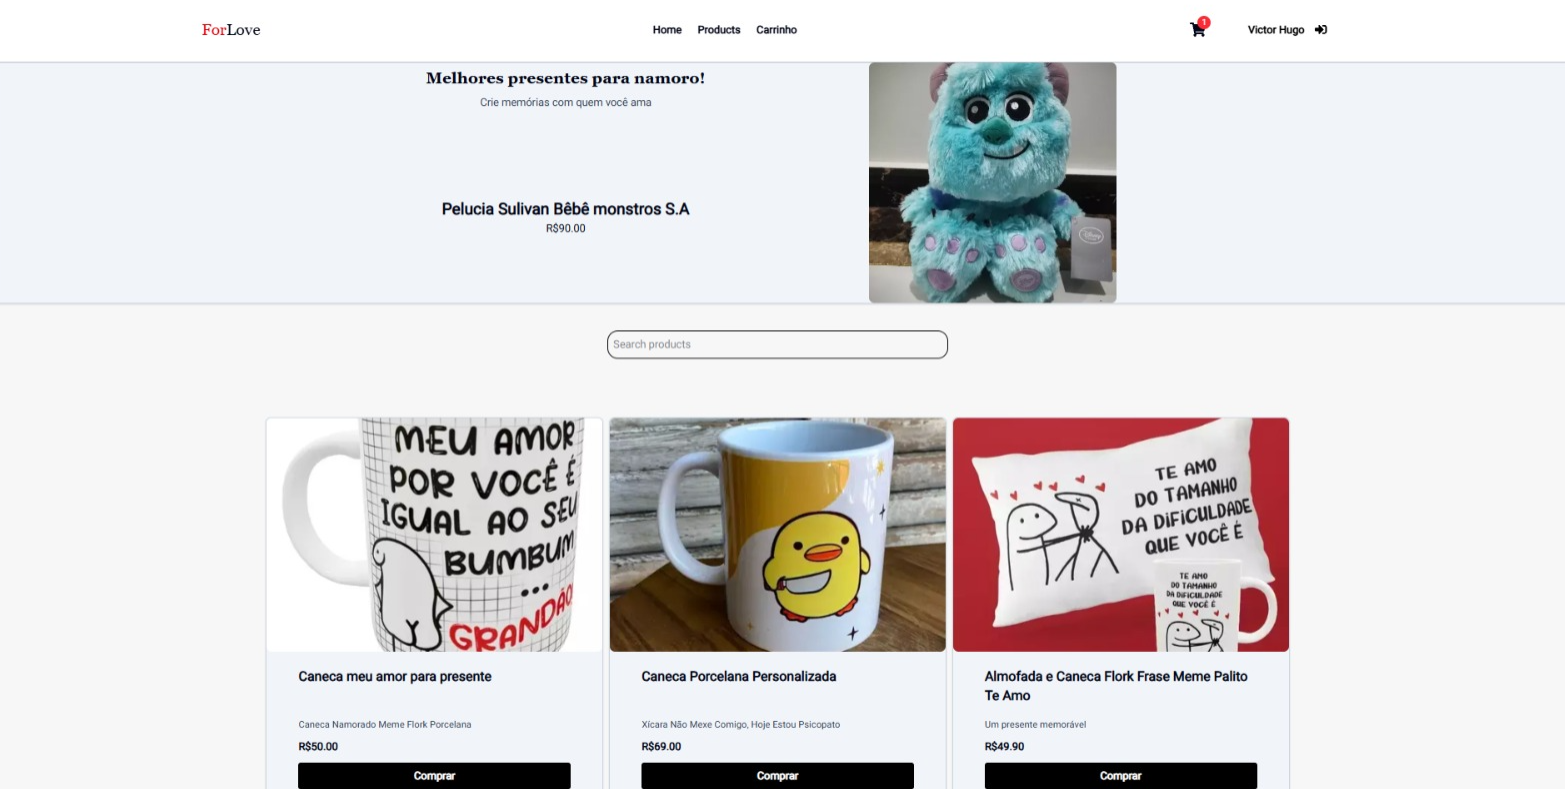 ForLove
Home Products Carrinho
1
Victor Hugo
Melhores presentes para namoro!
Crie memórias com quem você ama
Pelucia Sulivan Bêbê monstros S.A
R$90.00
Disney
Search products
MEU AMOR
POR VOCÊ É
IGUAL AO SEU
BUMBUM
...
GRANDÃO
TE AMO
DO TAMANHO
DA DIFICULDADE
QUE VOCÊ É
TE AMO
DO TAMANHO
DA DIFICULDADE
QUE VOCÊ É
Caneca meu amor para presente
Caneca Namorado Meme Flork Porcelana
R$50.00
Comprar
Caneca Porcelana Personalizada
Xícara Não Mexe Comigo, Hoje Estou Psicopato
R$69.00
Comprar
Almofada e Caneca Flork Frase Meme Palito
Te Amo
Um presente memorável
R$49.90
Comprar